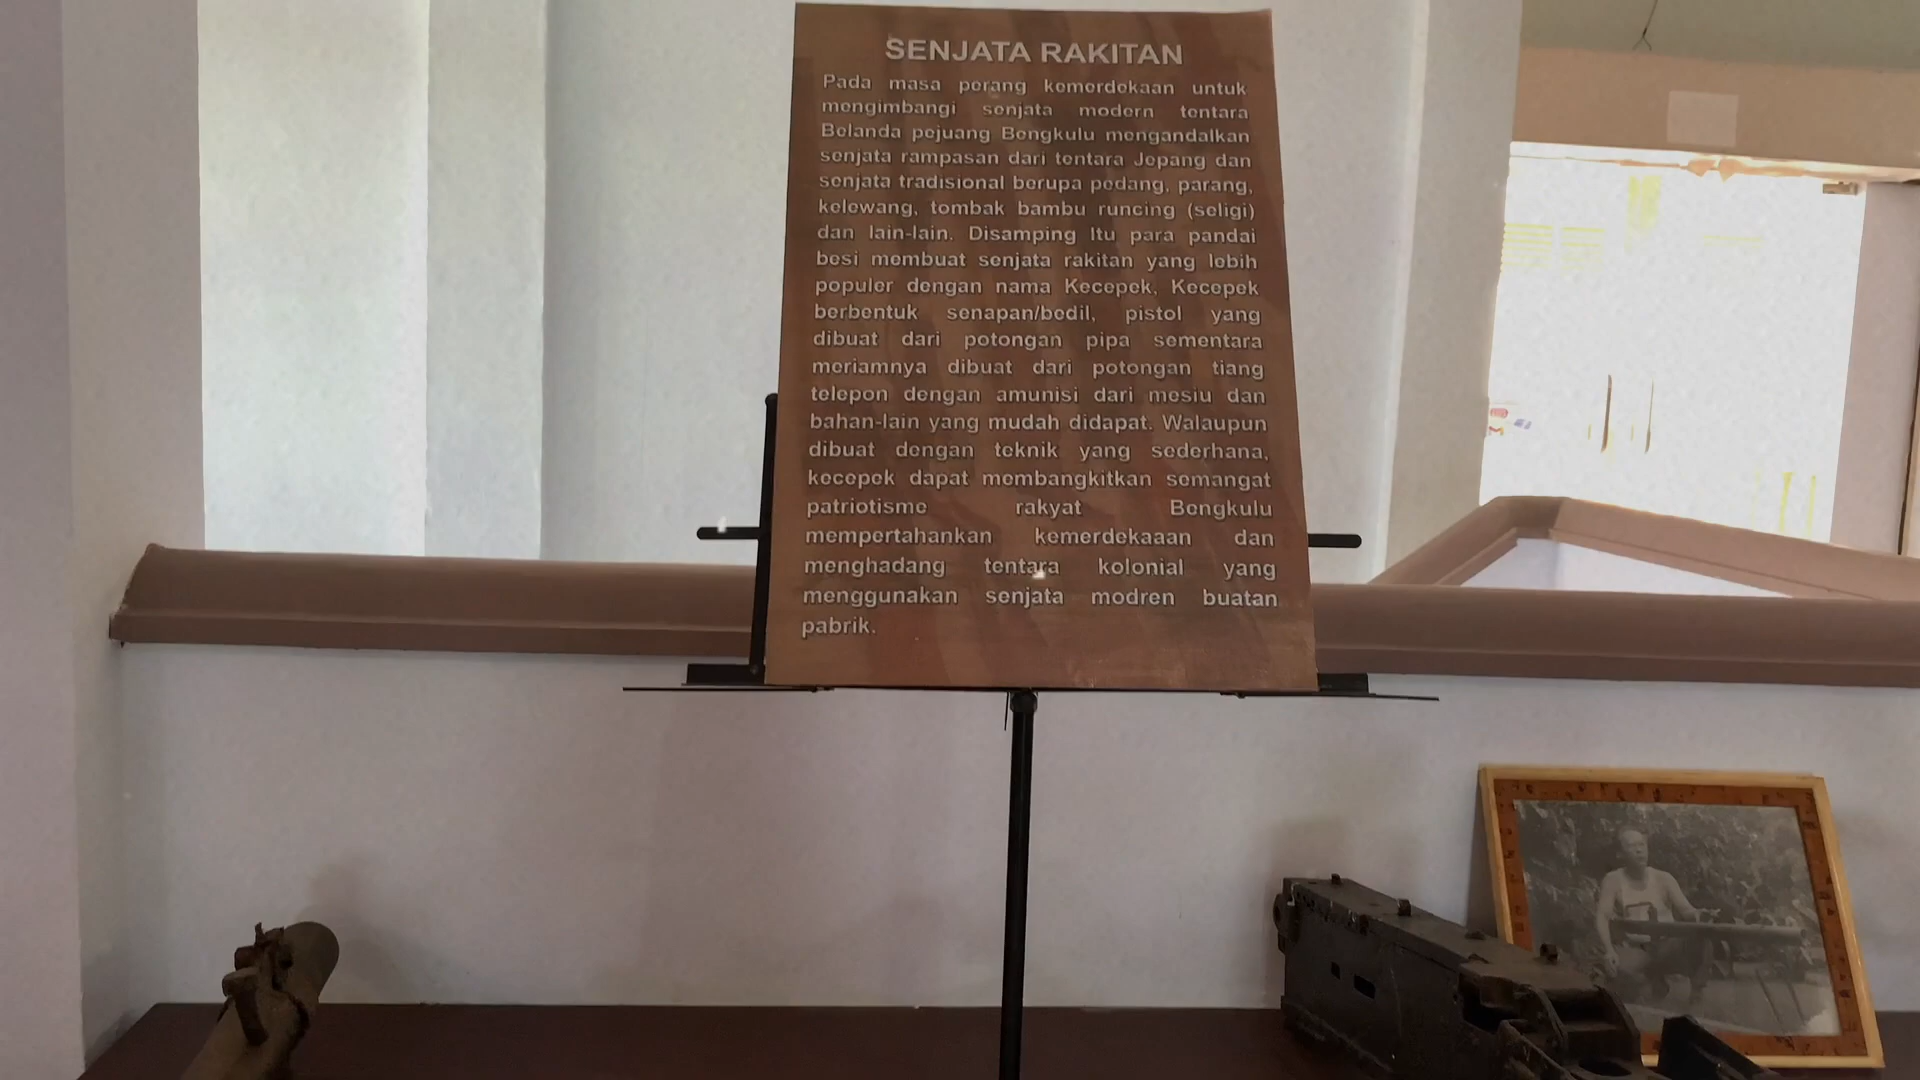 SENJATA RAKITAN
Pada masa perang kemerdekaan untuk
mengimbangi senjata modern tentara
Belanda pejuang Bengkulu mengandalkan
senjata rampasan dari tentara Jepang dan
senjata tradisional berupa pedang, parang,
kelewang, tombak bambu runcing (seligi)
dan lain-lain. Disamping Itu para pandai
besi membuat senjata rakitan yang lebih
populer dengan nama Kecepek, Kecepek
berbentuk senapan/bedil, pistol yang
dibuat dari potongan pipa sementara
meriamnya dibuat dari potongan tiang
telepon dengan amunisi dari mesiu dan
bahan-lain yang mudah didapat. Walaupun
dibuat dengan teknik yang sederhana,
kecepek dapat membangkitkan semangat
patriotisme rakyat Bengkulu
mempertahankan kemerdekaaan dan
menghadang tentara kolonial yang
menggunakan senjata modren buatan
pabrik.